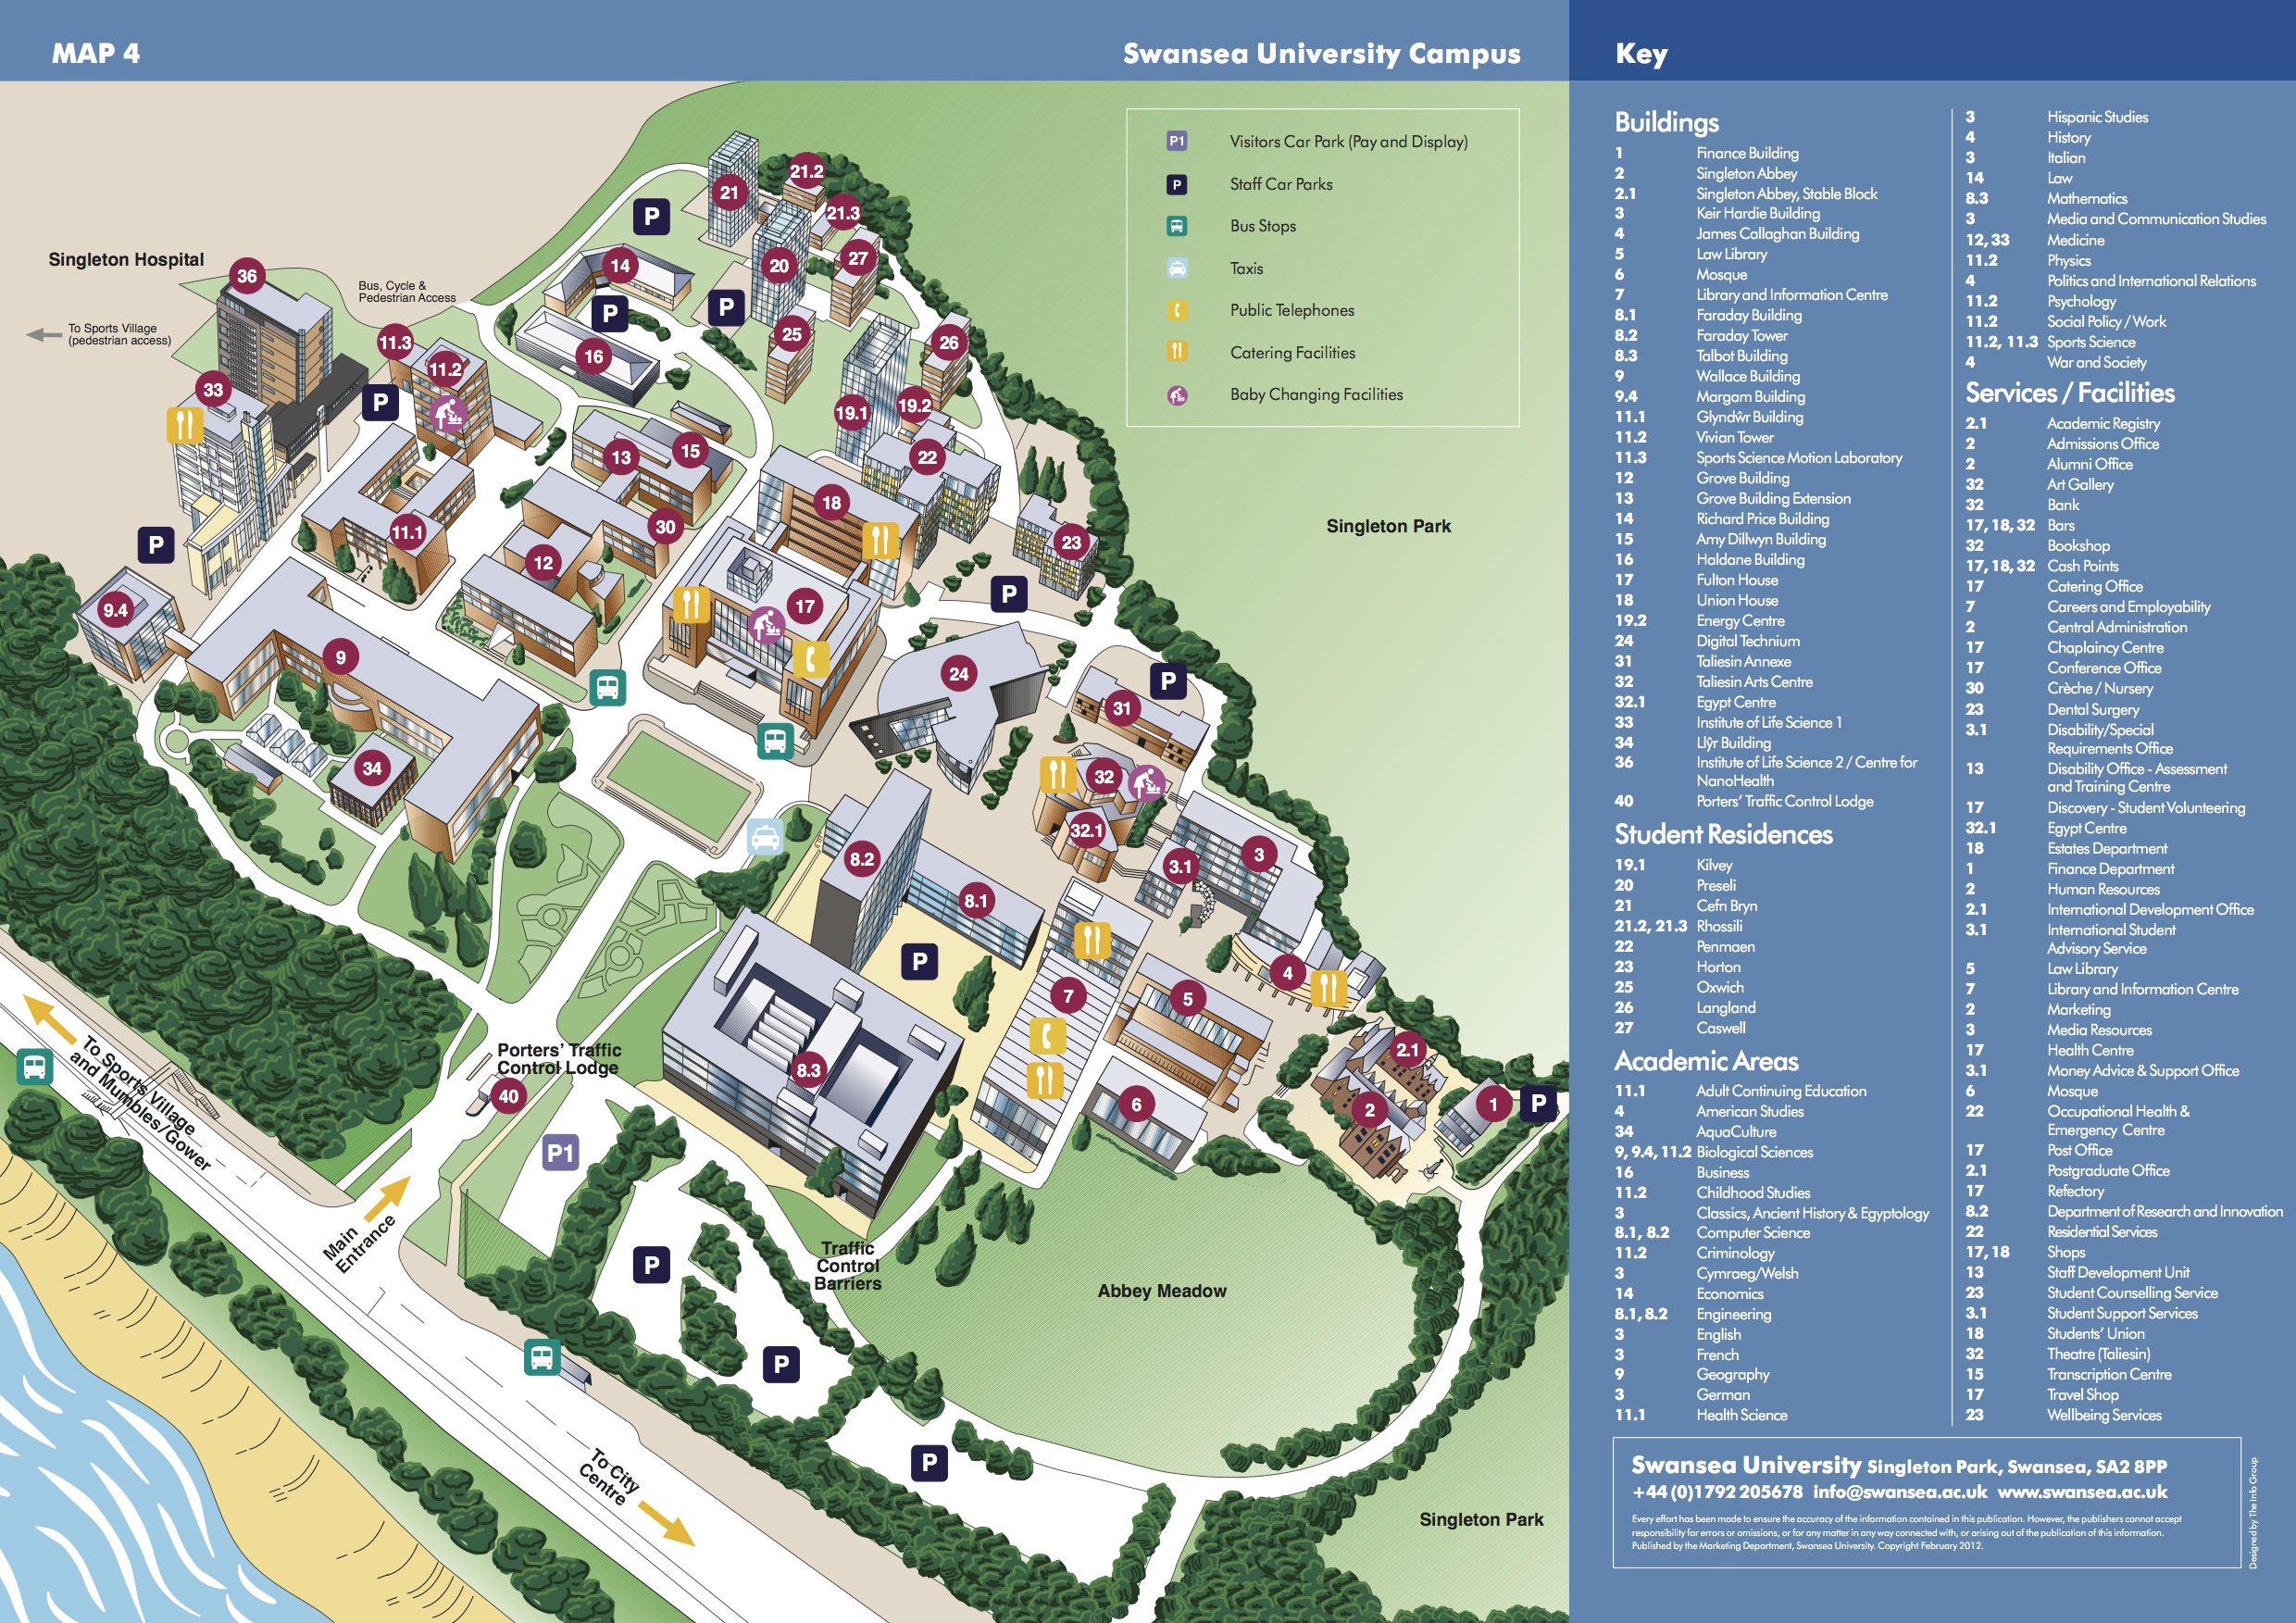 MAP 4
Swansea University Campus
Key
P1 Visitors Car Park (Pay and Display)
P Staff Car Parks
Bus Stops
Taxis
Public Telephones
Catering Facilities
Baby Changing Facilities
Singleton Hospital
Bus, Cycle &
Pedestrian Access
To Sports Village
(pedestrian access)
21
21.2
21.3
P
14
20
27
36
P
P
25
26
11.3
11.2
16
33
P
19.1
19.2
13
15
22
18
Singleton Park
11.1
30
23
P
12
P
9.4
17
9
24
P
31
34
32
32.1
8.2
3.1
3
8.1
P
7
5
4
To Sports Village
and Mumbles/Gower
Porters' Traffic
Control Lodge
40
8.3
2.1
6
2
1
P
P1
Main
Entrance
Traffic
Control
Barriers
P
Abbey Meadow
P
P
To City
Centre
Singleton Park
Buildings
1 Finance Building
2 Singleton Abbey
2.1 Singleton Abbey, Stable Block
3 Keir Hardie Building
4 James Callaghan Building
5 Law Library
6 Mosque
7 Library and Information Centre
8.1 Faraday Building
8.2 Faraday Tower
8.3 Talbot Building
9 Wallace Building
9.4 Margam Building
11.1 Glyndŵr Building
11.2 Vivian Tower
11.3 Sports Science Motion Laboratory
12 Grove Building
13 Grove Building Extension
14 Richard Price Building
15 Amy Dillwyn Building
16 Haldane Building
17 Fulton House
18 Union House
19.2 Energy Centre
24 Digital Technium
31 Taliesin Annexe
32 Taliesin Arts Centre
32.1 Egypt Centre
33 Institute of Life Science 1
34 Llŷr Building
36 Institute of Life Science 2 / Centre for
NanoHealth
40 Porters' Traffic Control Lodge
Student Residences
19.1 Kilvey
20 Preseli
21 Cefn Bryn
21.2, 21.3 Rhossili
22 Penmaen
23 Horton
25 Oxwich
26 Langland
27 Caswell
Academic Areas
11.1 Adult Continuing Education
4 American Studies
34 AquaCulture
9, 9.4, 11.2 Biological Sciences
16 Business
11.2 Childhood Studies
3 Classics, Ancient History & Egyptology
8.1, 8.2 Computer Science
11.2 Criminology
3 Cymraeg/Welsh
14 Economics
8.1, 8.2 Engineering
3 English
3 French
9 Geography
3 German
11.1 Health Science
3 Hispanic Studies
4 History
3 Italian
14 Law
8.3 Mathematics
3 Media and Communication Studies
12, 33 Medicine
11.2 Physics
4 Politics and International Relations
11.2 Psychology
11.2 Social Policy / Work
11.2, 11.3 Sports Science
4 War and Society
Services / Facilities
2.1 Academic Registry
2 Admissions Office
2 Alumni Office
32 Art Gallery
32 Bank
17, 18, 32 Bars
32 Bookshop
17, 18, 32 Cash Points
17 Catering Office
7 Careers and Employability
2 Central Administration
17 Chaplaincy Centre
17 Conference Office
30 Crèche / Nursery
23 Dental Surgery
3.1 Disability/Special
Requirements Office
13 Disability Office - Assessment
and Training Centre
17 Discovery - Student Volunteering
32.1 Egypt Centre
18 Estates Department
1 Finance Department
2 Human Resources
2.1 International Development Office
3.1 International Student
Advisory Service
5 Law Library
7 Library and Information Centre
2 Marketing
3 Media Resources
17 Health Centre
3.1 Money Advice & Support Office
6 Mosque
22 Occupational Health &
Emergency Centre
17 Post Office
2.1 Postgraduate Office
17 Refectory
8.2 Department of Research and Innovation
22 Residential Services
17, 18 Shops
13 Staff Development Unit
23 Student Counselling Service
3.1 Student Support Services
18 Students' Union
32 Theatre (Taliesin)
15 Transcription Centre
17 Travel Shop
23 Wellbeing Services
Swansea University Singleton Park, Swansea, SA2 8PP
+44 (0)1792 205678 info@swansea.ac.uk www.swansea.ac.uk
Every effort has been made to ensure the accuracy of the information contained in this publication. However, the publishers cannot accept
responsibility for errors or omissions, or for any matter in any way connected with, or arising out of the publication of this information.
Published by the Marketing Department, Swansea University. Copyright February 2012.
Designed by The Info Group